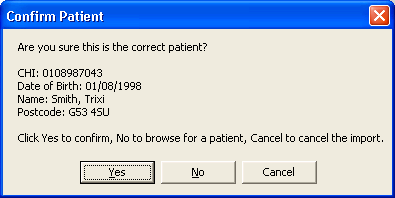 Confirm Patient
Are you sure this is the correct patient?
CHI: 0108987043
Date of Birth: 01/08/1998
Name: Smith, Trixi
Postcode: G53 4SU
Click Yes to confirm, No to browse for a patient, Cancel to cancel the import.
Yes
No
Cancel